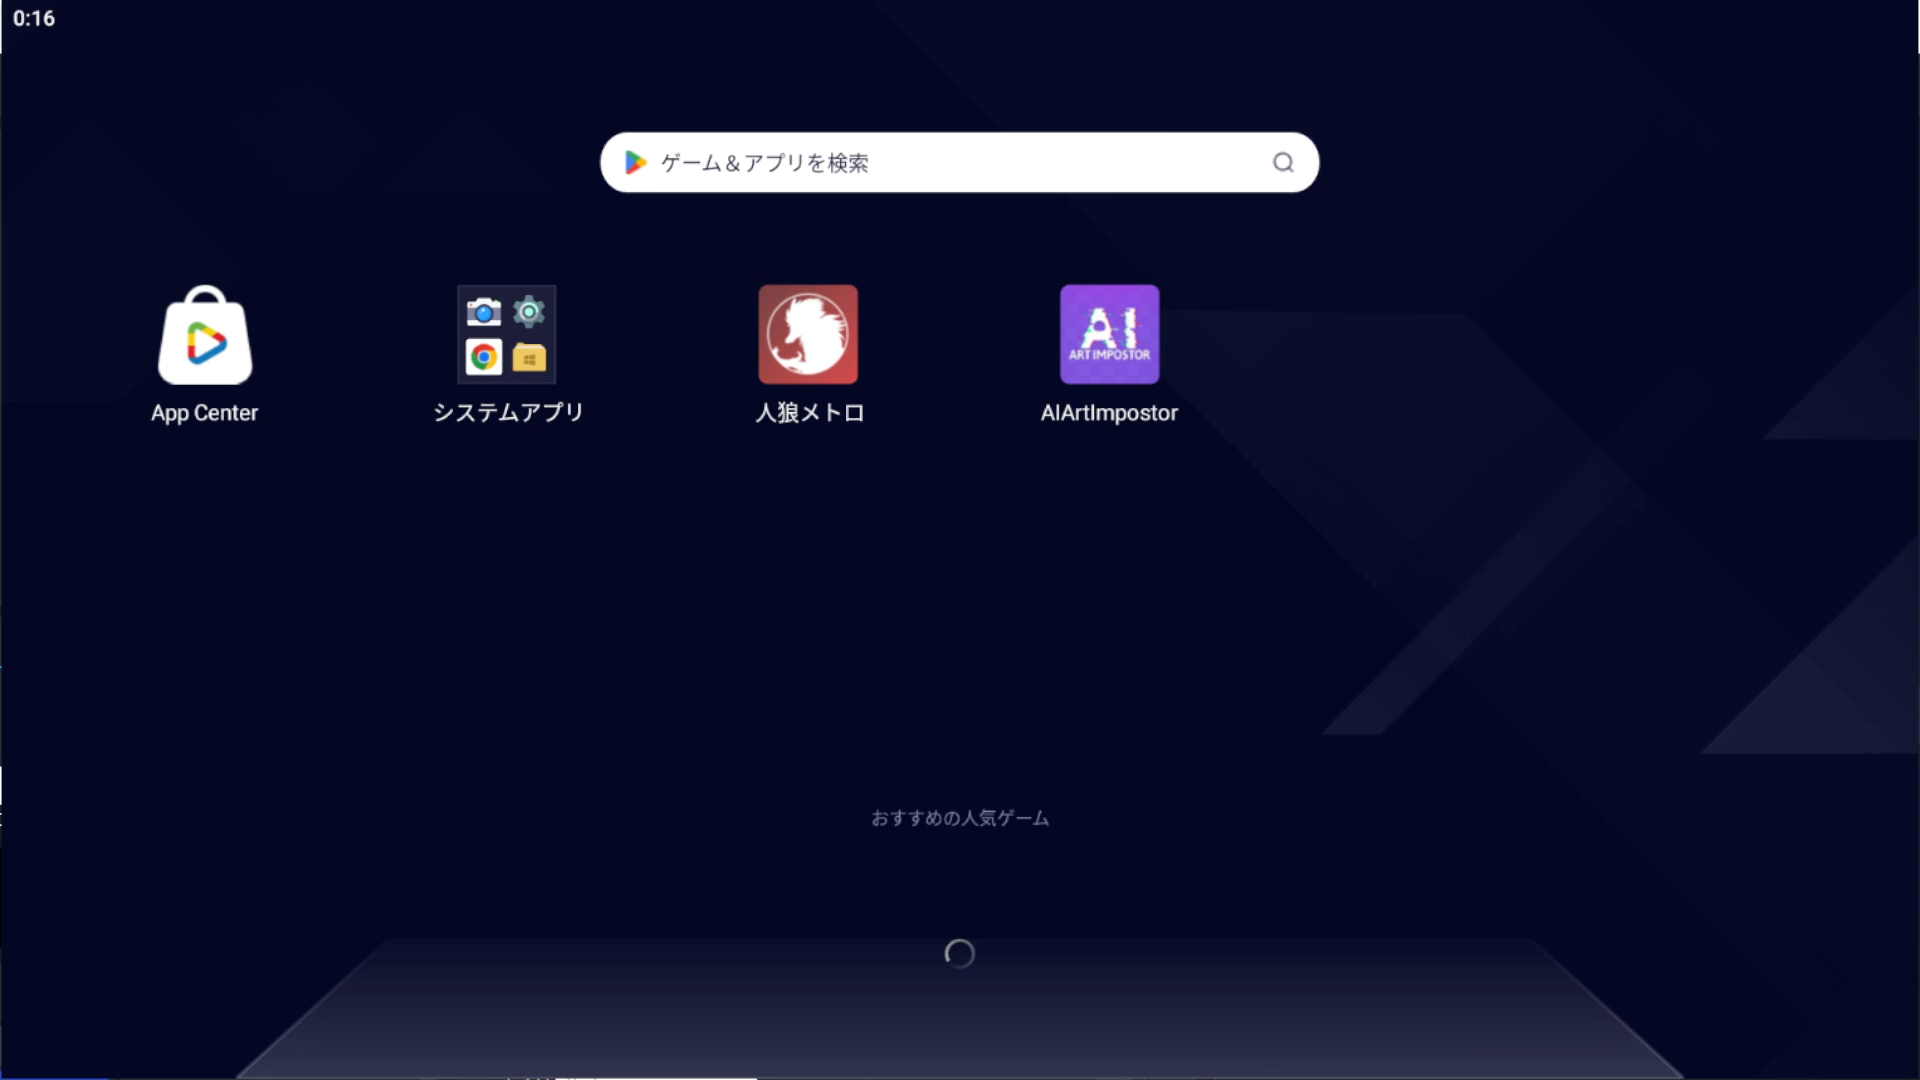 0:16
ゲーム＆アプリを検索
AI
ART IMPOSTOR
App Center
システムアプリ
人狼メトロ
AIArtImpostor
おすすめの人気ゲーム